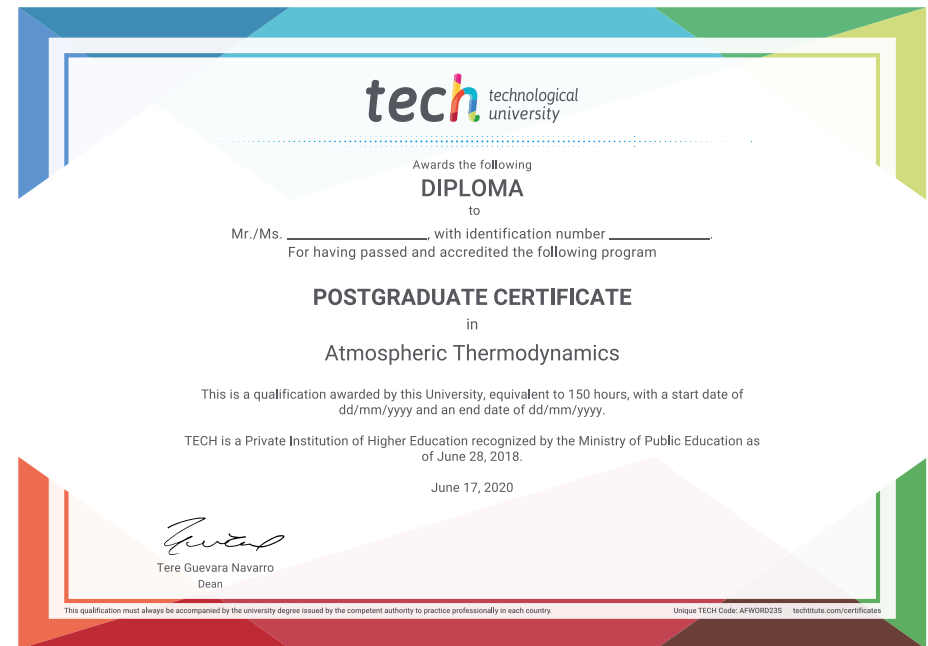 tech technological
university
Awards the following
DIPLOMA
to
Mr./Ms. ____________________, with identification number ______________.
For having passed and accredited the following program
POSTGRADUATE CERTIFICATE
in
Atmospheric Thermodynamics
This is a qualification awarded by this University, equivalent to 150 hours, with a start date of
dd/mm/yyyy and an end date of dd/mm/yyyy.
TECH is a Private Institution of Higher Education recognized by the Ministry of Public Education as
of June 28, 2018.
June 17, 2020
Tere Guevara Navarro
Dean
This qualification must always be accompanied by the university degree issued by the competent authority to practice professionally in each country.
Unique TECH Code: AFWORD23S techtitute.com/certificates